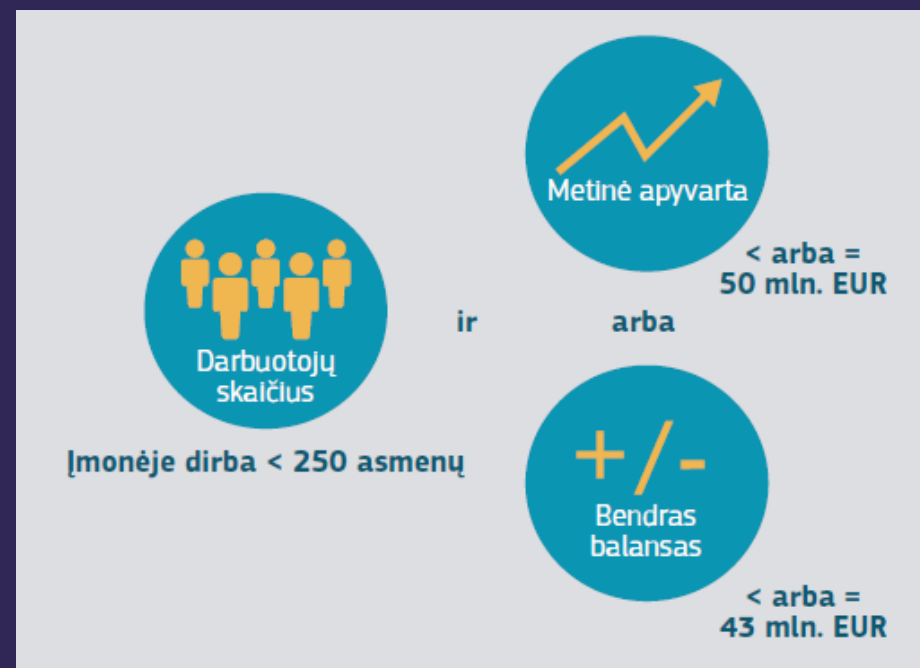 Metinė apyvarta
< arba =
50 mln. EUR
ir
arba
Darbuotojų
skaičius
Įmonėje dirba < 250 asmenų
+/-
Bendras
balansas
< arba =
43 mln. EUR